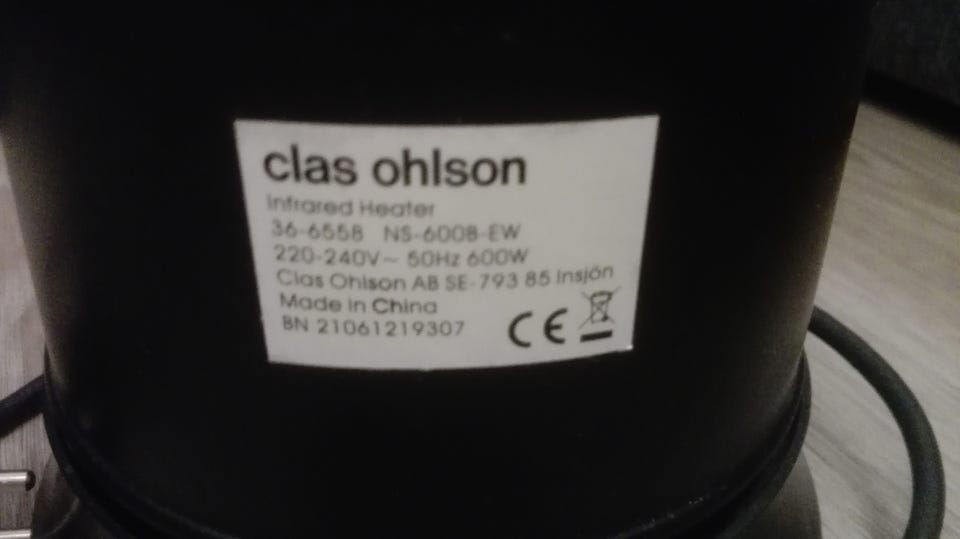 clas ohlson
Infrared Heater
36-6558 NS-6008-EW
220-240V~ 50Hz 600W
Clas Ohlson AB SE-793 85 Insjön
Made in China
BN 21061219307
CE